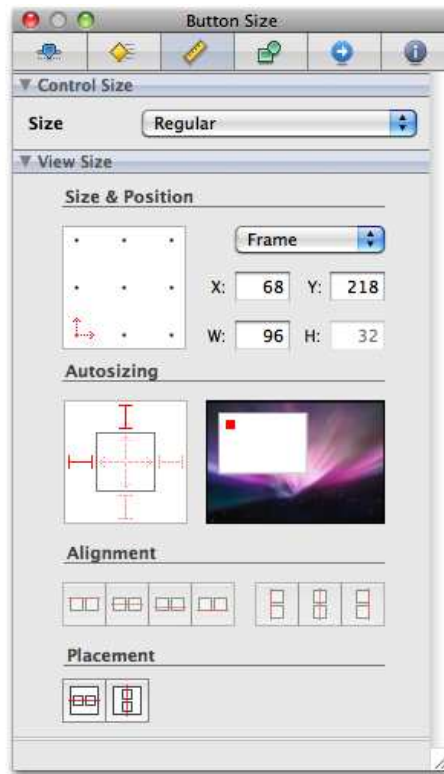 Button Size
Control Size
Size Regular
View Size
Size & Position
Frame
X: 68 Y: 218
W: 96 H: 32
Autosizing
Alignment
Placement